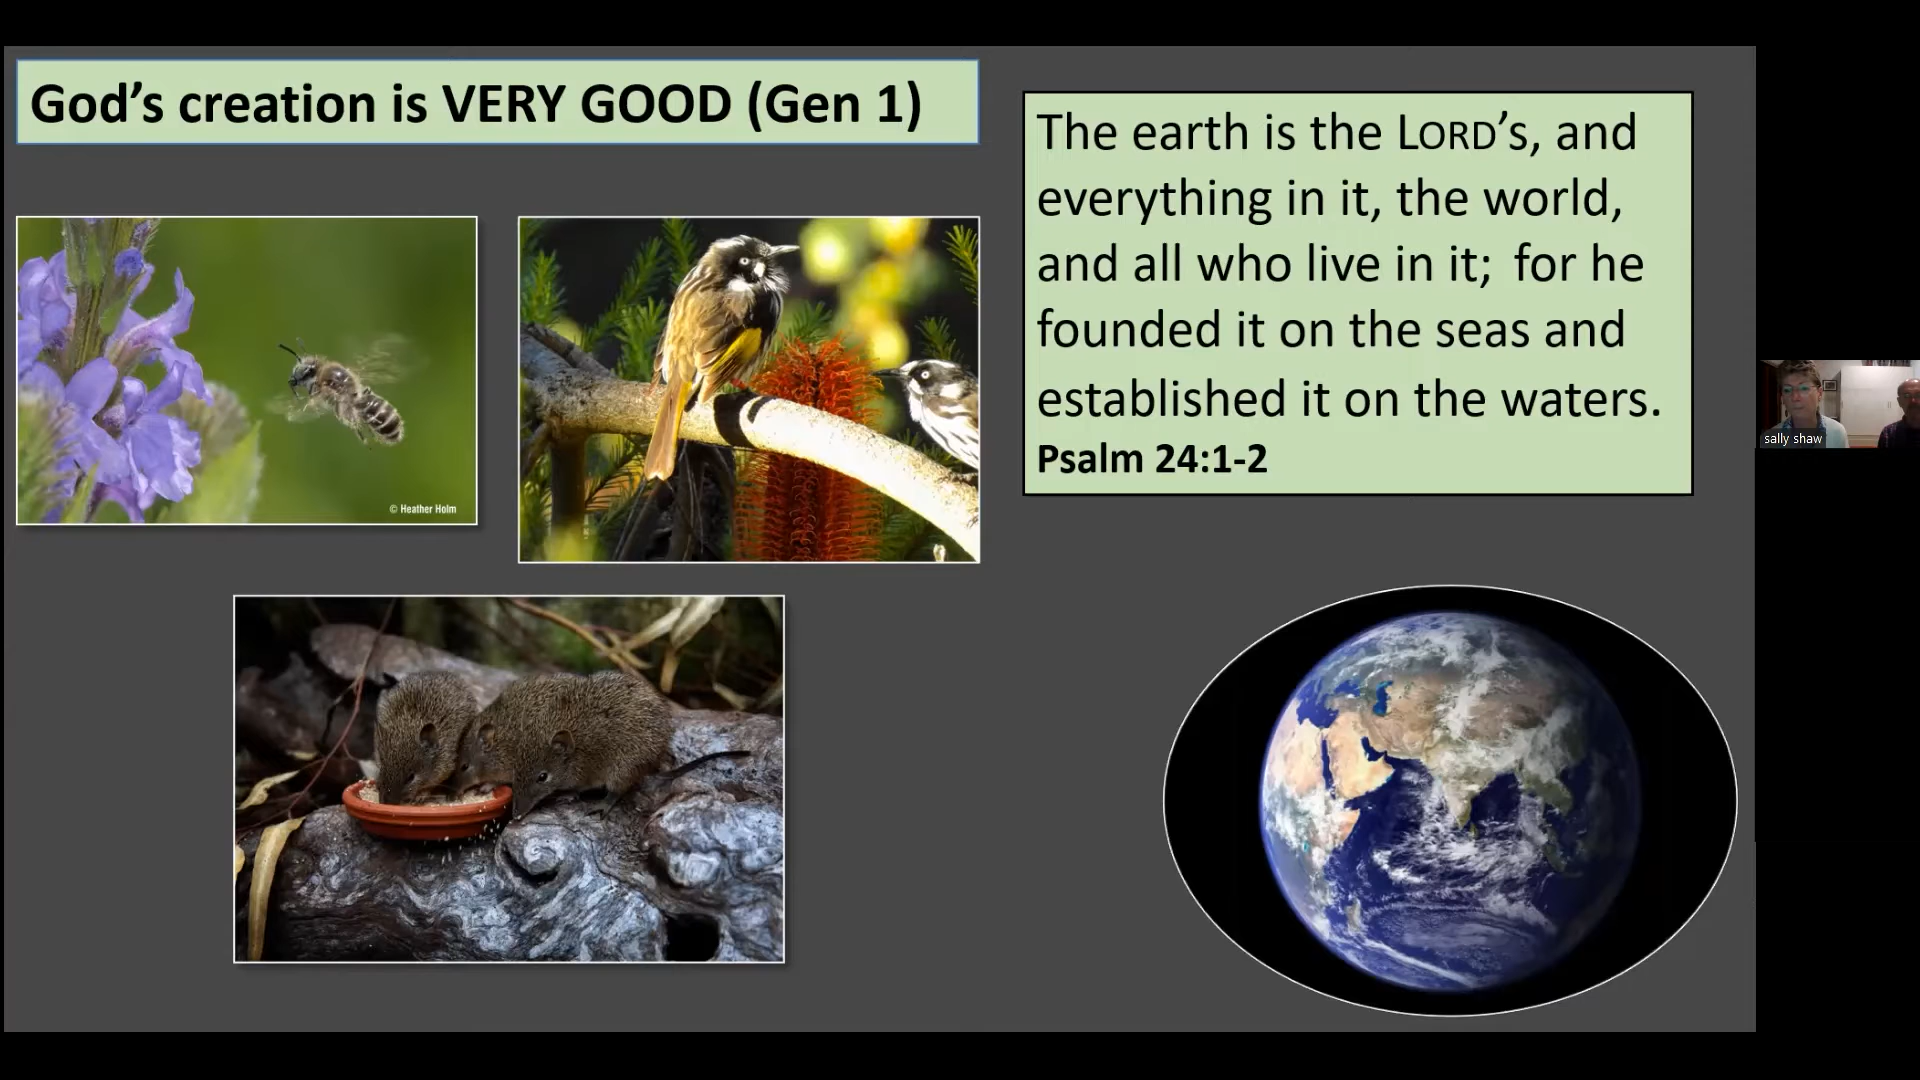 God’s creation is VERY GOOD (Gen 1)
The earth is the LORD’s, and
everything in it, the world,
and all who live in it; for he
founded it on the seas and
established it on the waters.
Psalm 24:1-2
© Heather Holm
sally shaw